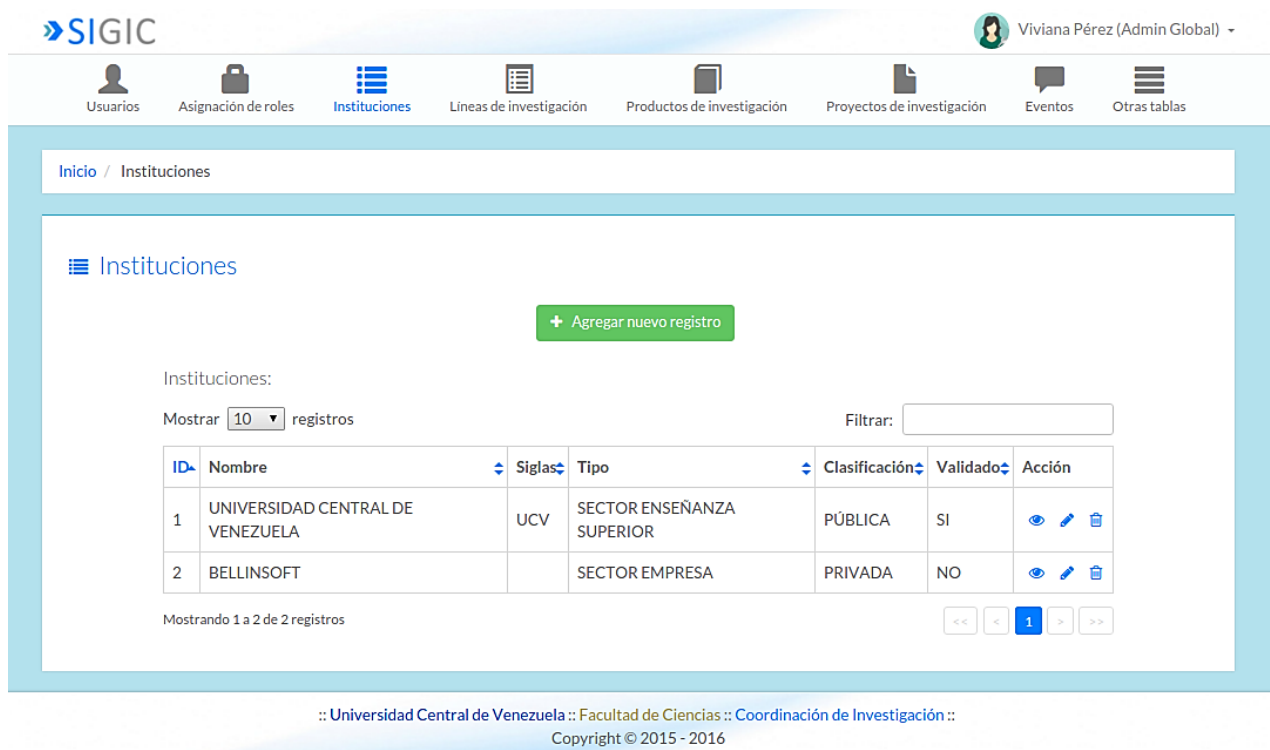 SIGIC
Viviana Pérez (Admin Global)
Usuarios Asignación de roles Instituciones Líneas de investigación Productos de investigación Proyectos de investigación Eventos Otras tablas
Inicio / Instituciones
Instituciones
+ Agregar nuevo registro
Instituciones:
Mostrar 10 registros Filtrar:
ID Nombre Siglas Tipo Clasificación Validado Acción
1 UNIVERSIDAD CENTRAL DE VENEZUELA UCV SECTOR ENSEÑANZA SUPERIOR PÚBLICA SI
2 BELLINSOFT SECTOR EMPRESA PRIVADA NO
Mostrando 1 a 2 de 2 registros << < 1 > >>
:: Universidad Central de Venezuela :: Facultad de Ciencias :: Coordinación de Investigación ::
Copyright © 2015 - 2016